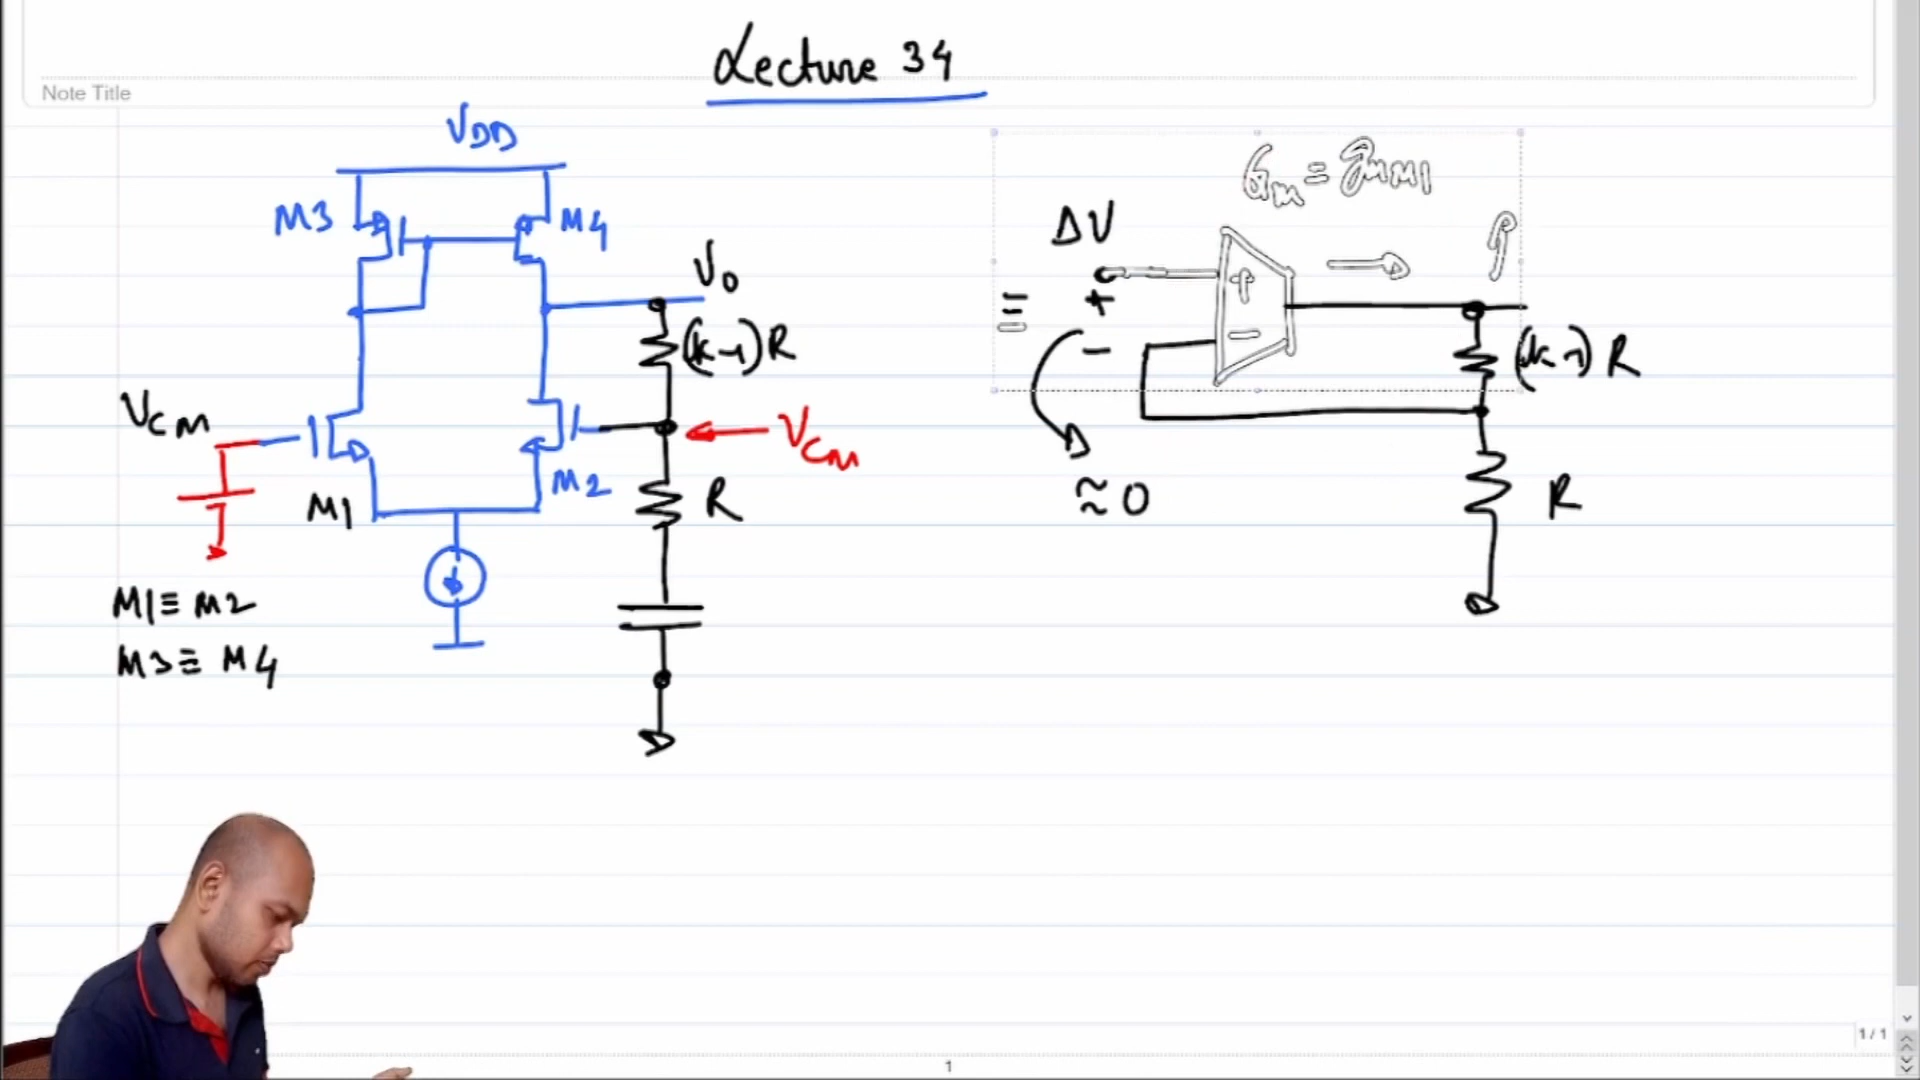 Lecture 34
Note Title
VDD
M3
M4
Vo
(k-1)R
VCM
VCM
M1
M2
R
M1≡M2
M3≡M4
Gm = gmM1
ΔV
+
-
≡
+
-
(k-1)R
≈0
R
1/1
1